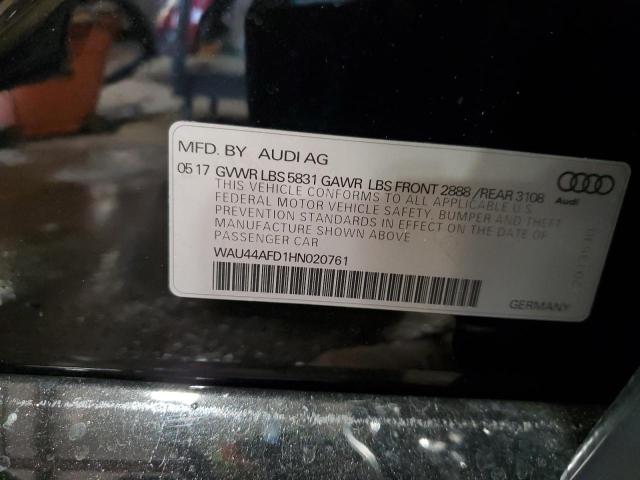 MFD. BY AUDI AG
05 17 GVWR LBS 5831 GAWR LBS FRONT 2888 / REAR 3108
THIS VEHICLE CONFORMS TO ALL APPLICABLE U.S.
FEDERAL MOTOR VEHICLE SAFETY, BUMPER AND THEFT
PREVENTION STANDARDS IN EFFECT ON THE DATE OF
MANUFACTURE SHOWN ABOVE
PASSENGER CAR
WAU44AFD1HN020761
Audi
GERMANY